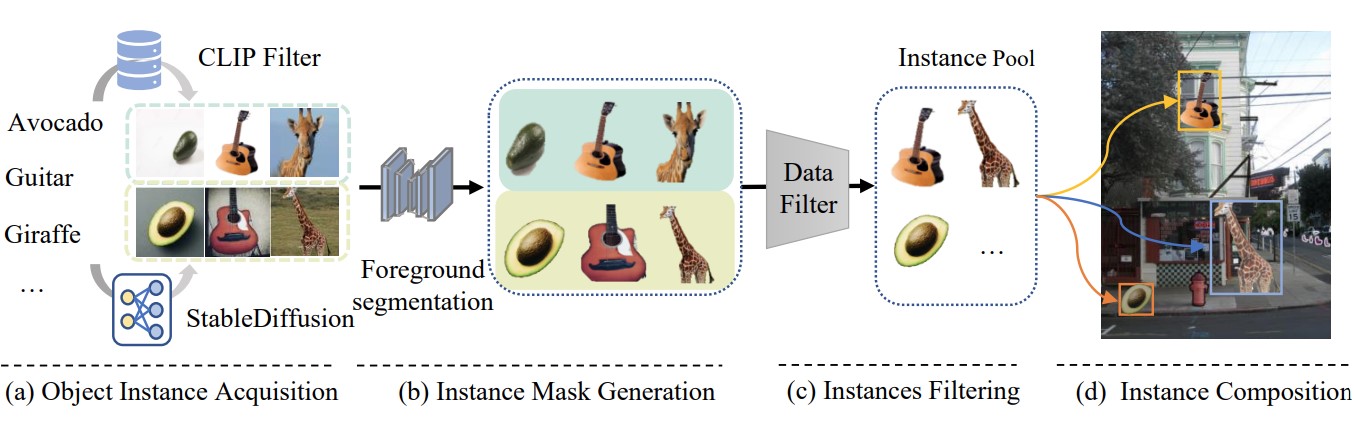 CLIP Filter
Avocado
Guitar
Giraffe
...
StableDiffusion
Foreground
segmentation
Data
Filter
Instance Pool
...
(a) Object Instance Acquisition
(b) Instance Mask Generation
(c) Instances Filtering
(d) Instance Composition